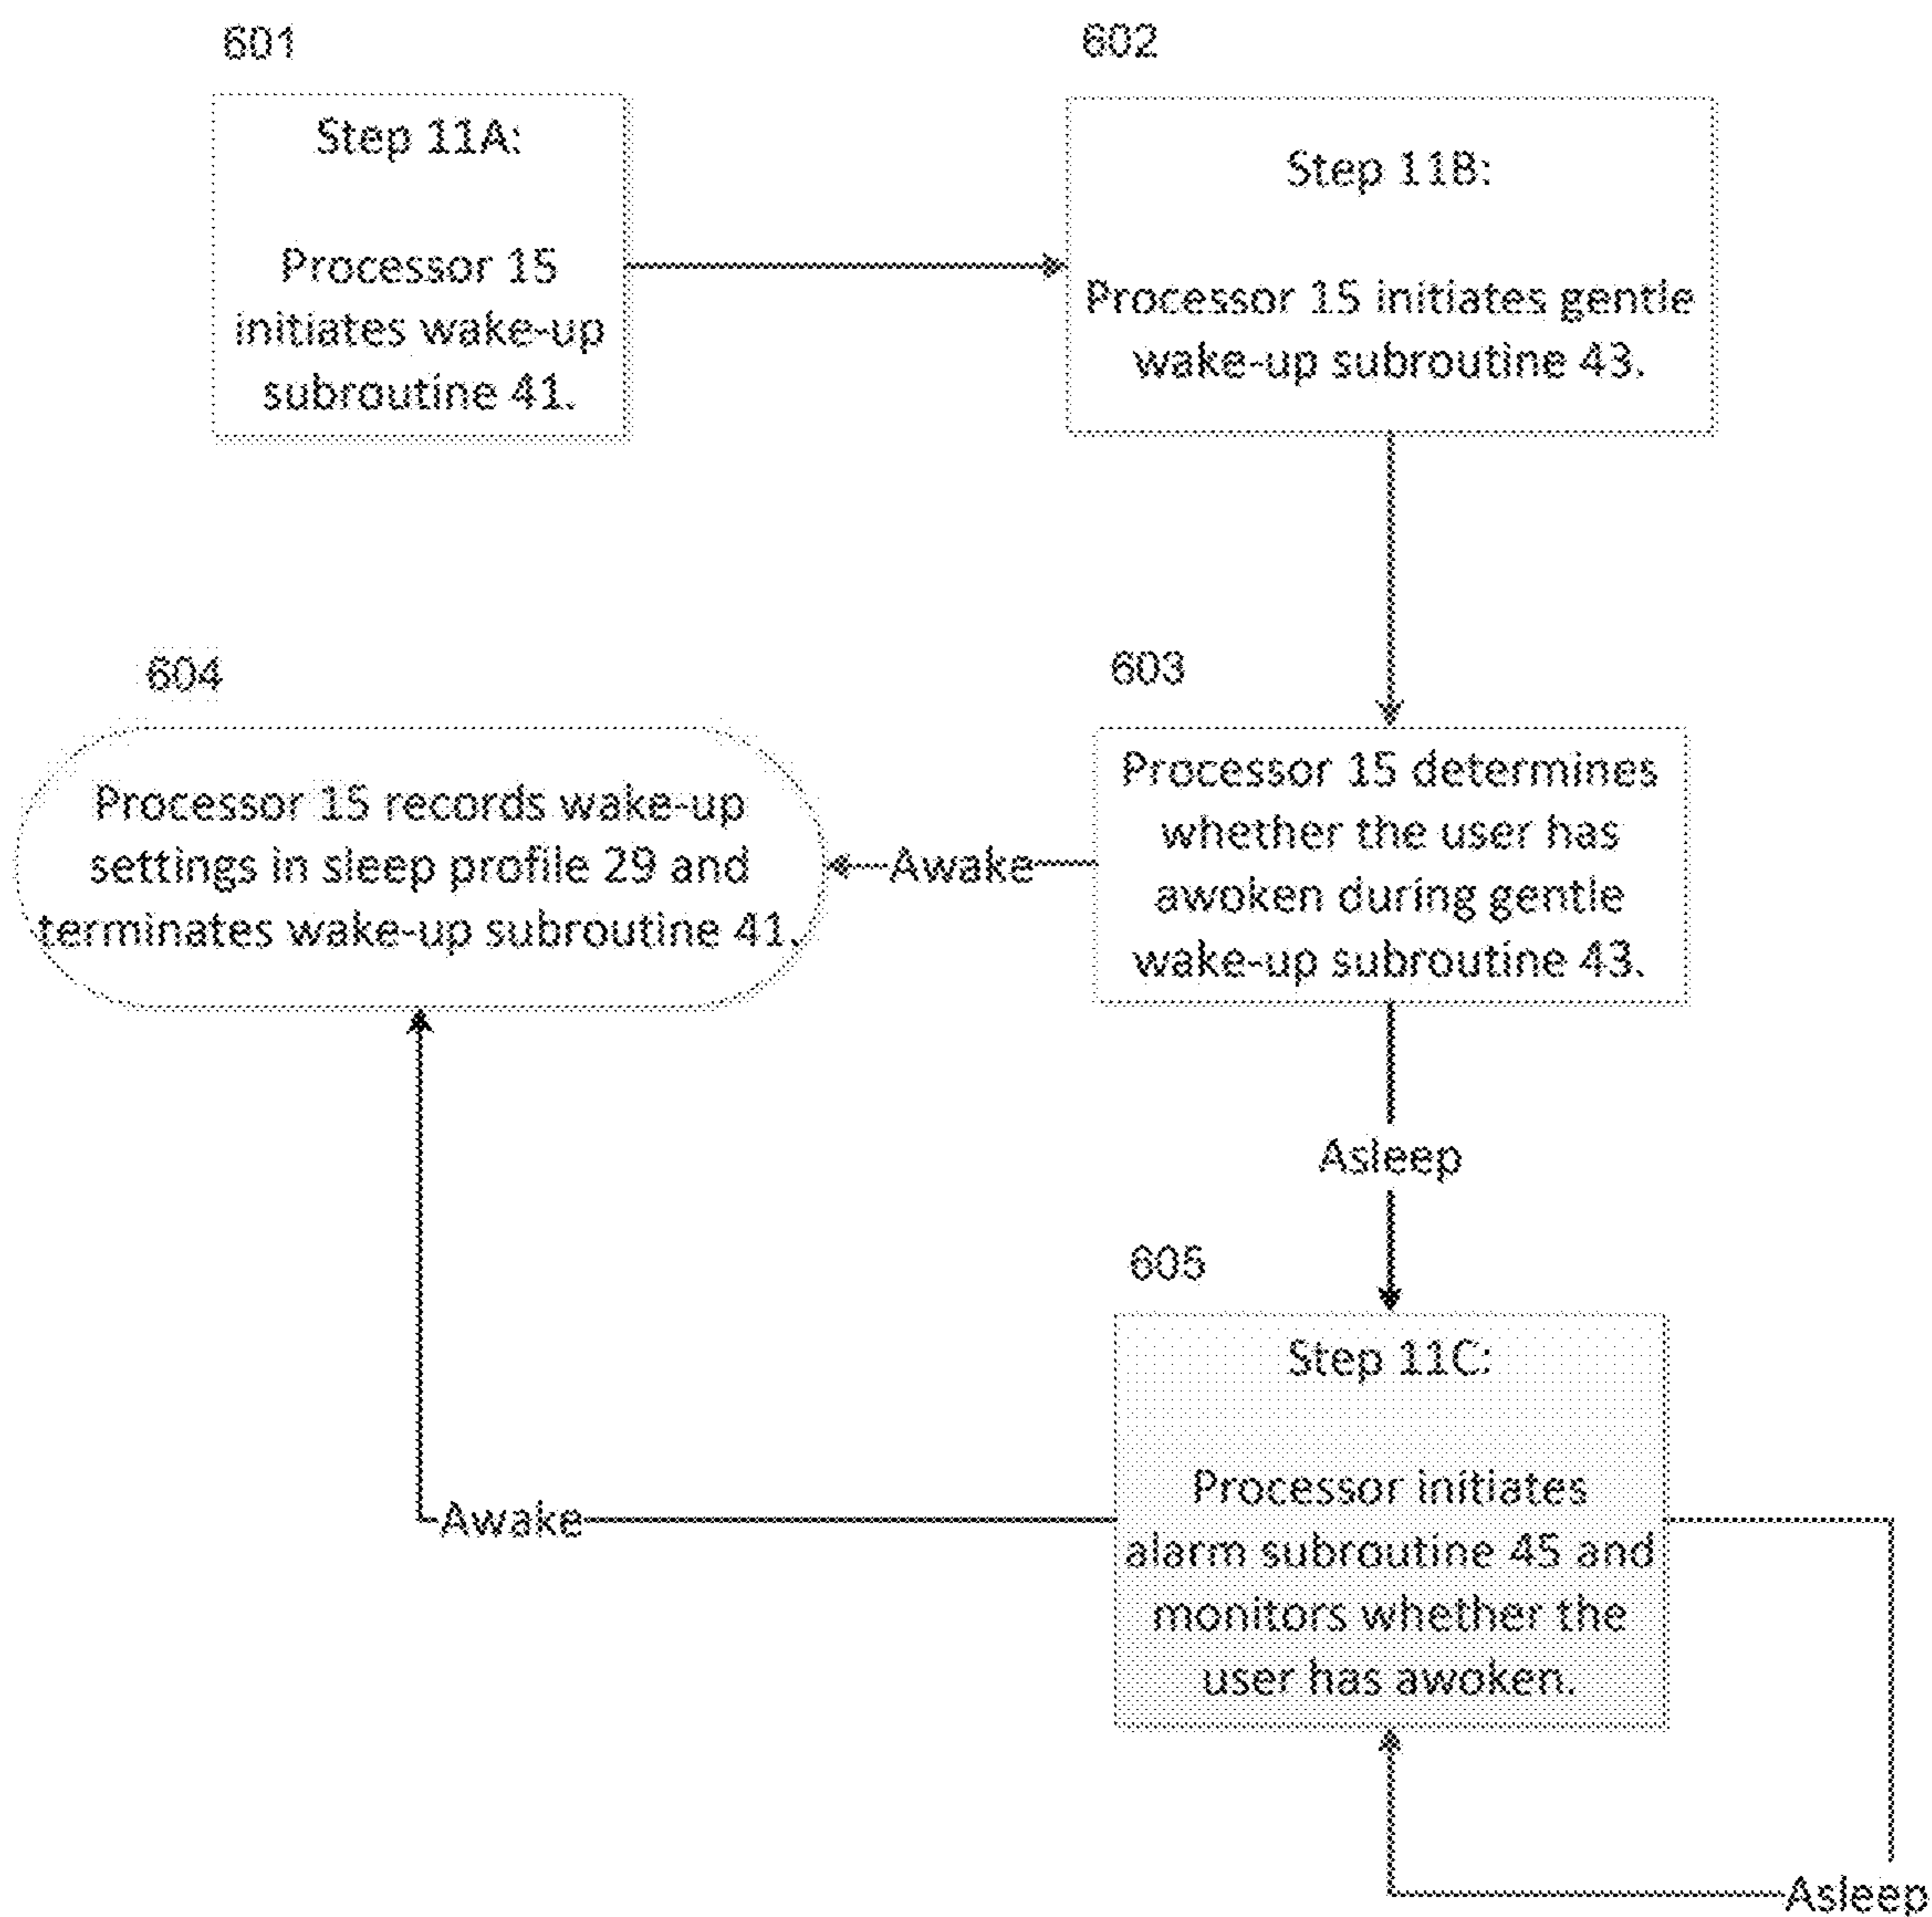 601
Step 11A:
Processor 15
initiates wake-up
subroutine 41.
602
Step 11B:
Processor 15 initiates gentle
wake-up subroutine 43.
603
Processor 15 determines
whether the user has
awoken during gentle
wake-up subroutine 43.
Awake
604
Processor 15 records wake-up
settings in sleep profile 29 and
terminates wake-up subroutine 41.
Asleep
605
Step 11C:
Processor initiates
alarm subroutine 45 and
monitors whether the
user has awoken.
Awake
Asleep